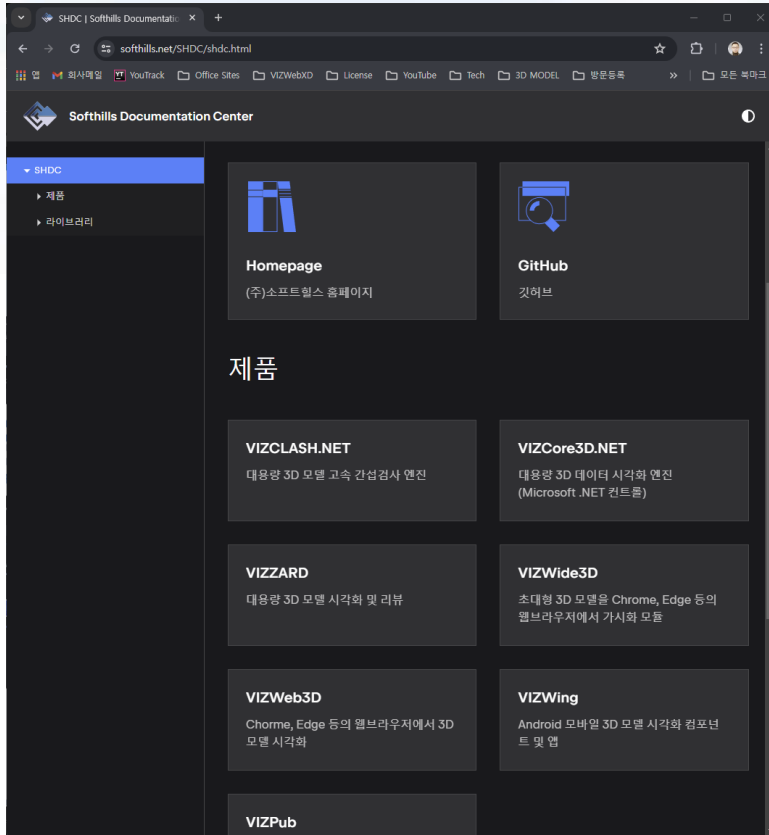 SHDC | Softhills Documentatic
softhills.net/SHDC/shdc.html
앱
회사메일
YouTrack
Office Sites
VIZWebXD
License
YouTube
Tech
3D MODEL
방문등록
»
모든 북마크
Softhills Documentation Center
SHDC
제품
라이브러리
Homepage
(주)소프트힐스 홈페이지
GitHub
깃허브
제품
VIZCLASH.NET
대용량 3D 모델 고속 간섭검사 엔진
VIZCore3D.NET
대용량 3D 데이터 시각화 엔진
(Microsoft .NET 컨트롤)
VIZZARD
대용량 3D 모델 시각화 및 리뷰
VIZWide3D
초대형 3D 모델을 Chrome, Edge 등의
웹브라우저에서 가시화 모듈
VIZWeb3D
Chorme, Edge 등의 웹브라우저에서 3D
모델 시각화
VIZWing
Android 모바일 3D 모델 시각화 컴포넌
트 및 앱
VIZPub